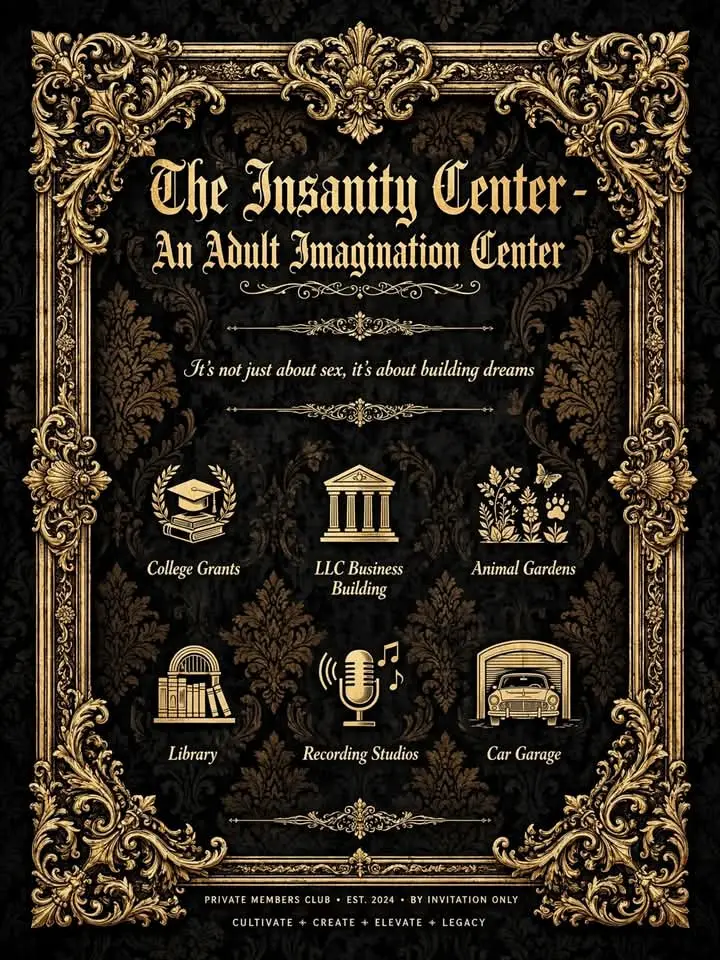 The Insanity Center -
An Adult Imagination Center
It's not just about sex, it's about building dreams
College Grants
LLC Business
Building
Animal Gardens
Library
Recording Studios
Car Garage
PRIVATE MEMBERS CLUB • EST. 2024 • BY INVITATION ONLY
CULTIVATE + CREATE + ELEVATE + LEGACY